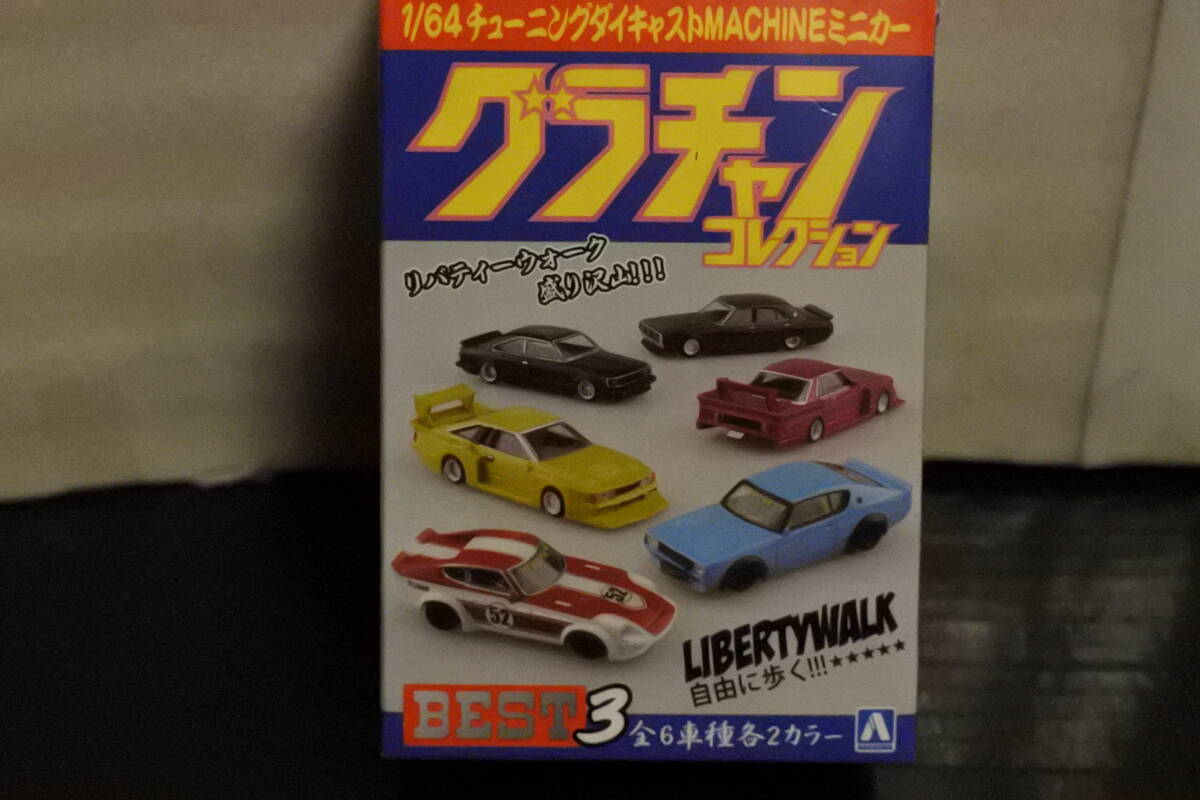 1/64チューニングダイキャストMACHINEミニカー
グラチャン
コレクション
リバティーウォーク
盛り沢山!!!
52
52
LIBERTYWALK
自由に歩く!!!★★★★★
BEST3
全6車種各2カラー